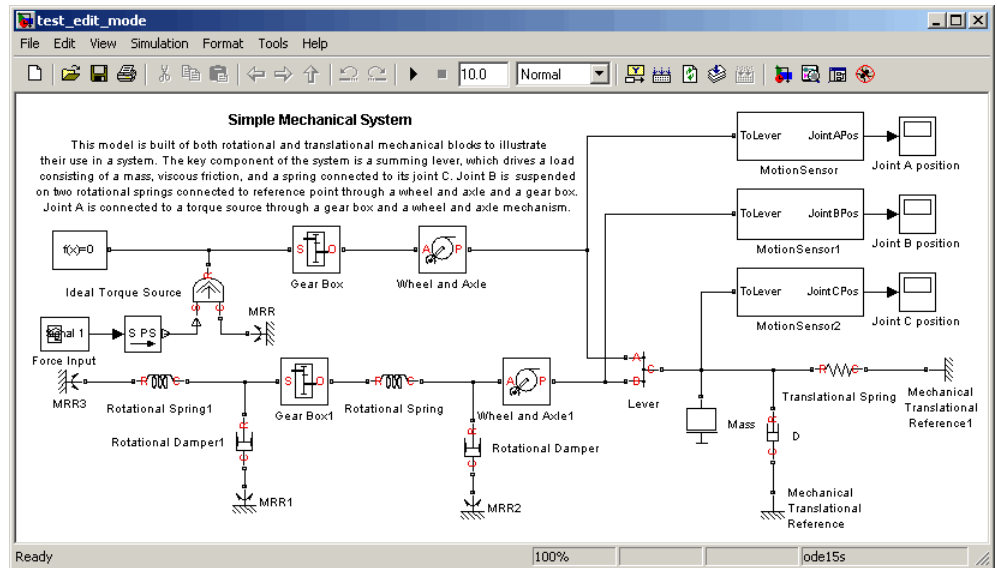 test_edit_mode
File Edit View Simulation Format Tools Help
10.0 Normal
Simple Mechanical System
This model is built of both rotational and translational mechanical blocks to illustrate
their use in a system. The key component of the system is a summing lever, which drives a load
consisting of a mass, viscous friction, and a spring connected to its joint C. Joint B is suspended
on two rotational springs connected to reference point through a wheel and axle and a gear box.
Joint A is connected to a torque source through a gear box and a wheel and axle mechanism.
ToLever JointAPos
MotionSensor
Joint A position
ToLever JointBPos
MotionSensor1
Joint B position
ToLever JointCPos
MotionSensor2
Joint C position
f(x)=0
S O
Gear Box
A P
Wheel and Axle
Ideal Torque Source
R
S C
MRR
Signal 1
Force Input
S PS
MRR3
R C
Rotational Spring1
S O
Gear Box1
R C
Rotational Spring
A P
Wheel and Axle1
A
B
C
Lever
Mass
R C
Translational Spring
Mechanical
Translational
Reference1
R
C
Rotational Damper1
MRR1
R
C
Rotational Damper
MRR2
R
C
D
Mechanical
Translational
Reference
Ready 100% ode15s